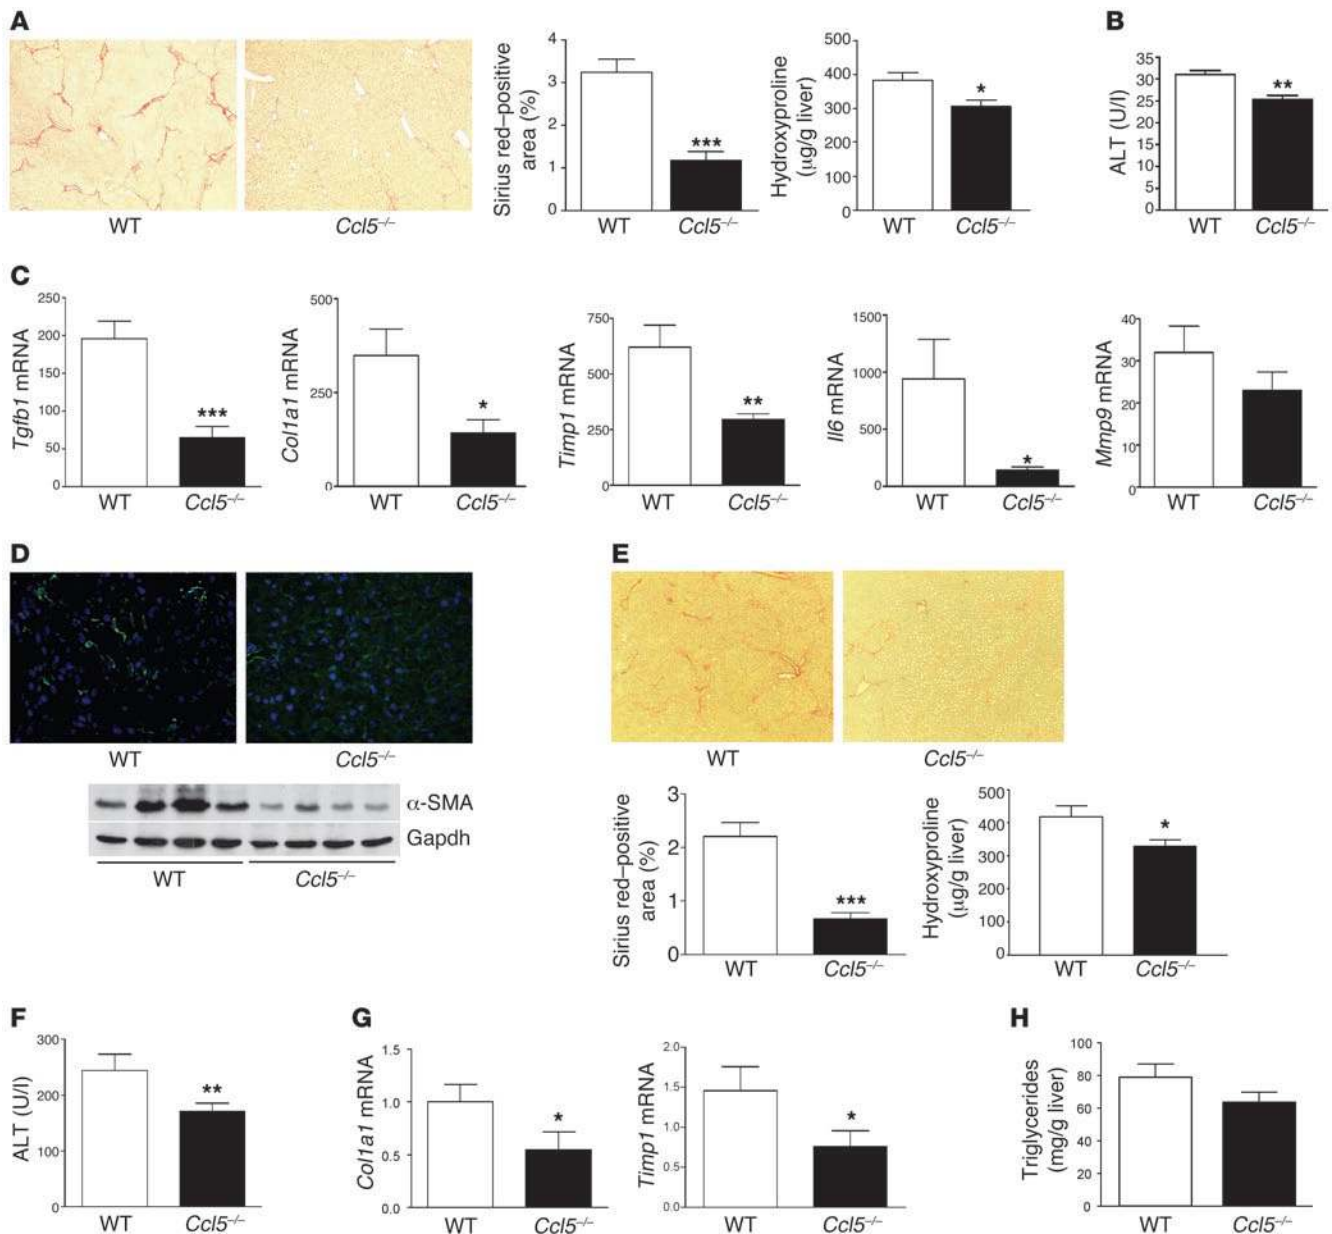 A
WT
Ccl5–/–
Sirius red–positive
area (%)
4
3
2
1
0
***
WT
Ccl5–/–
Hydroxyproline
(μg/g liver)
500
400
300
200
100
0
*
WT
Ccl5–/–
B
ALT (U/l)
35
30
25
20
15
10
5
0
**
WT
Ccl5–/–
C
Tgfb1 mRNA
250
200
150
100
50
0
***
WT
Ccl5–/–
Col1a1 mRNA
500
250
0
*
WT
Ccl5–/–
Timp1 mRNA
750
500
250
0
**
WT
Ccl5–/–
Il6 mRNA
1500
1000
500
0
*
WT
Ccl5–/–
Mmp9 mRNA
40
30
20
10
0
WT
Ccl5–/–
D
WT
Ccl5–/–
α-SMA
Gapdh
WT
Ccl5–/–
E
WT
Ccl5–/–
Sirius red–positive
area (%)
3
2
1
0
***
WT
Ccl5–/–
Hydroxyproline
(μg/g liver)
500
400
300
200
100
0
*
WT
Ccl5–/–
F
ALT (U/l)
300
200
100
0
**
WT
Ccl5–/–
G
Col1a1 mRNA
1.5
1.0
0.5
0.0
*
WT
Ccl5–/–
Timp1 mRNA
2.0
1.5
1.0
0.5
0.0
*
WT
Ccl5–/–
H
Triglycerides
(mg/g liver)
100
80
60
40
20
0
WT
Ccl5–/–